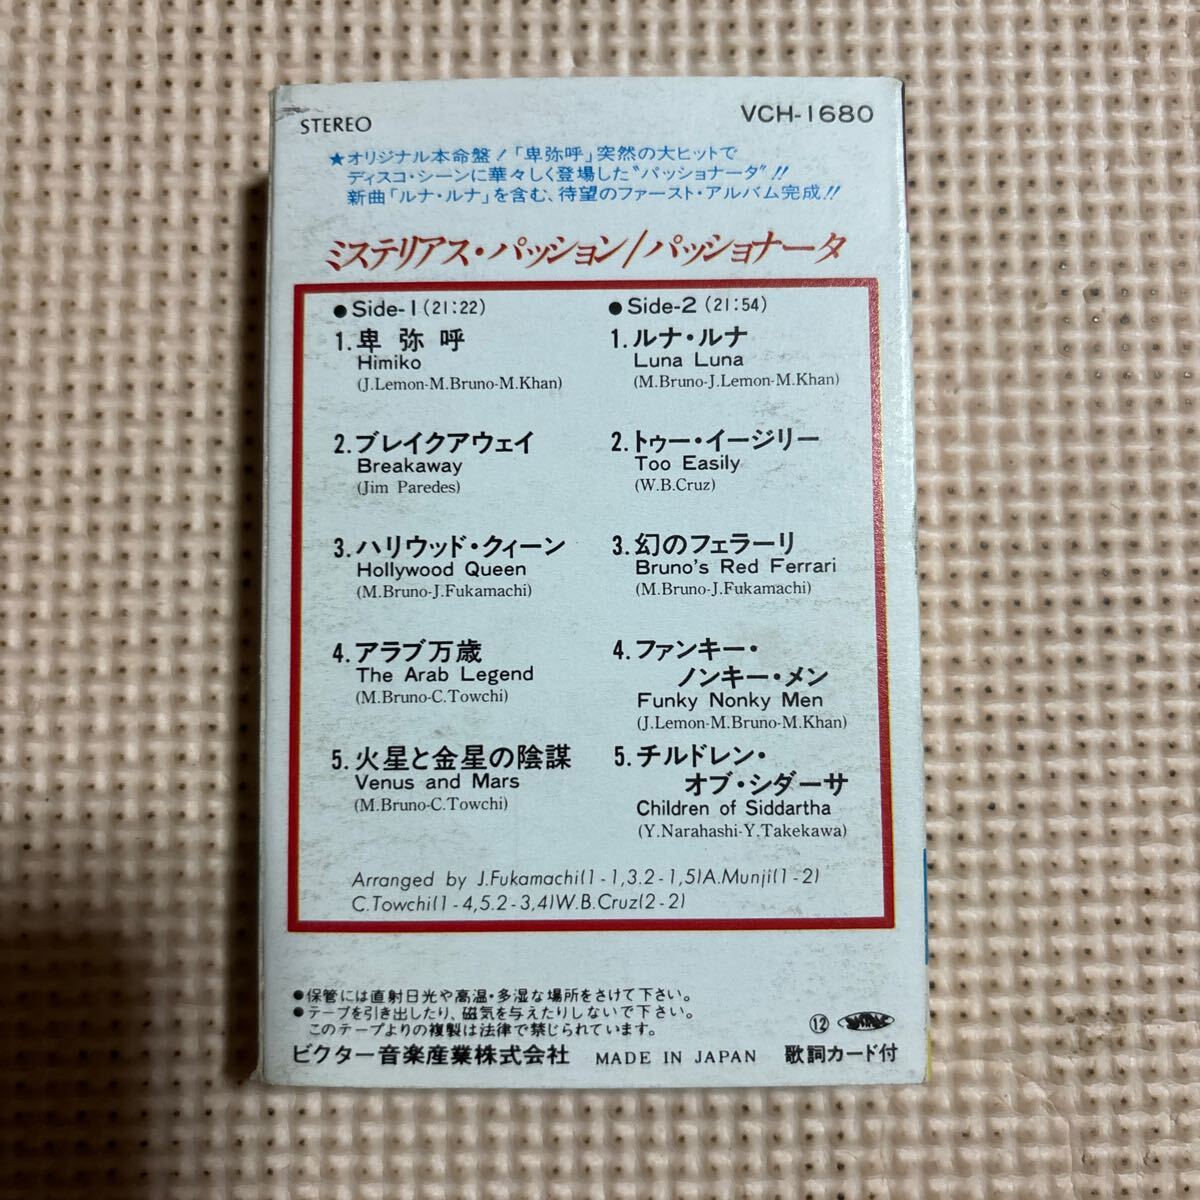 STEREO
VCH-1680
★オリジナル本命盤!「卑弥呼」突然の大ヒットで
ディスコ・シーンに華々しく登場した“パッショナータ”!!
新曲「ルナ・ルナ」を含む、待望のファースト・アルバム完成!!
ミステリアス・パッション/パッショナータ
●Side-1(21:22)
1.卑弥呼
Himiko
(J.Lemon-M.Bruno-M.Khan)
2.ブレイクアウェイ
Breakaway
(Jim Paredes)
3.ハリウッド・クィーン
Hollywood Queen
(M.Bruno-J.Fukamachi)
4.アラブ万歳
The Arab Legend
(M.Bruno-C.Towchi)
5.火星と金星の陰謀
Venus and Mars
(M.Bruno-C.Towchi)
●Side-2(21:54)
1.ルナ・ルナ
Luna Luna
(M.Bruno-J.Lemon-M.Khan)
2.トゥー・イージリー
Too Easily
(W.B.Cruz)
3.幻のフェラーリ
Bruno's Red Ferrari
(M.Bruno-J.Fukamachi)
4.ファンキー・
ノンキー・メン
Funky Nonky Men
(J.Lemon-M.Bruno-M.Khan)
5.チルドレン・
オブ・シダーサ
Children of Siddartha
(Y.Narahashi-Y.Takekawa)
Arranged by J.Fukamachi(1-1,3.2-1,5)A.Munji(1-2)
C.Towchi(1-4,5.2-3,4)W.B.Cruz(2-2)
●保管には直射日光や高温・多湿な場所をさけて下さい。
●テープを引き出したり、磁気を与えたりしないで下さい。
このテープよりの複製は法律で禁じられています。
⑫
ビクター音楽産業株式会社 MADE IN JAPAN 歌詞カード付